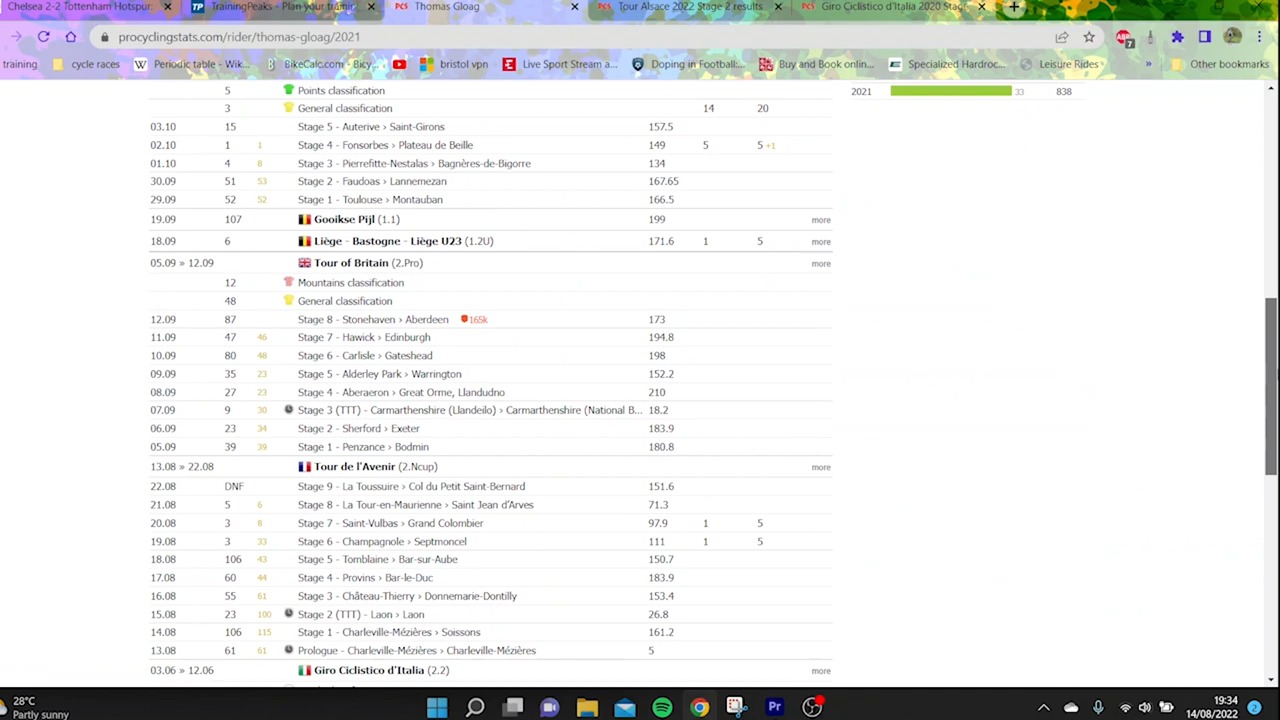 Chelsea 2-2 Tottenham Hotspur:
TrainingPeaks - Plan your trainin
Thomas Gloag
Tour Alsace 2022 Stage 2 results
Giro Ciclistico d'Italia 2020 Stage
procyclingstats.com/rider/thomas-gloag/2021
training
cycle races
Periodic table - Wik...
BikeCalc.com - Bicy...
bristol vpn
Live Sport Stream a...
Doping in Football:...
Buy and Book onlin...
Specialized Hardroc...
Leisure Rides
»
Other bookmarks
5 Points classification
2021 33 838
3 General classification 14 20
03.10 15 Stage 5 - Auterive › Saint-Girons 157.5
02.10 1 1 Stage 4 - Fonsorbes › Plateau de Beille 149 5 5 +1
01.10 4 8 Stage 3 - Pierrefitte-Nestalas › Bagnères-de-Bigorre 134
30.09 51 53 Stage 2 - Faudoas › Lannemezan 167.65
29.09 52 52 Stage 1 - Toulouse › Montauban 166.5
19.09 107 Gooikse Pijl (1.1) 199 more
18.09 6 Liège - Bastogne - Liège U23 (1.2U) 171.6 1 5 more
05.09 » 12.09 Tour of Britain (2.Pro) more
12 Mountains classification
48 General classification
12.09 87 Stage 8 - Stonehaven › Aberdeen 165k 173
11.09 47 46 Stage 7 - Hawick › Edinburgh 194.8
10.09 80 48 Stage 6 - Carlisle › Gateshead 198
09.09 35 23 Stage 5 - Alderley Park › Warrington 152.2
08.09 27 23 Stage 4 - Aberaeron › Great Orme, Llandudno 210
07.09 9 30 Stage 3 (TTT) - Carmarthenshire (Llandeilo) › Carmarthenshire (National B... 18.2
06.09 23 34 Stage 2 - Sherford › Exeter 183.9
05.09 39 39 Stage 1 - Penzance › Bodmin 180.8
13.08 » 22.08 Tour de l'Avenir (2.Ncup) more
22.08 DNF Stage 9 - La Toussuire › Col du Petit Saint-Bernard 151.6
21.08 5 6 Stage 8 - La Tour-en-Maurienne › Saint Jean d'Arves 71.3
20.08 3 8 Stage 7 - Saint-Vulbas › Grand Colombier 97.9 1 5
19.08 3 33 Stage 6 - Champagnole › Septmoncel 111 1 5
18.08 106 43 Stage 5 - Tomblaine › Bar-sur-Aube 150.7
17.08 60 44 Stage 4 - Provins › Bar-le-Duc 183.9
16.08 55 61 Stage 3 - Château-Thierry › Donnemarie-Dontilly 153.4
15.08 23 100 Stage 2 (TTT) - Laon › Laon 26.8
14.08 106 115 Stage 1 - Charleville-Mézières › Soissons 161.2
13.08 61 61 Prologue - Charleville-Mézières › Charleville-Mézières 5
03.06 » 12.06 Giro Ciclistico d'Italia (2.2) more
28°C
Partly sunny
19:34
14/08/2022